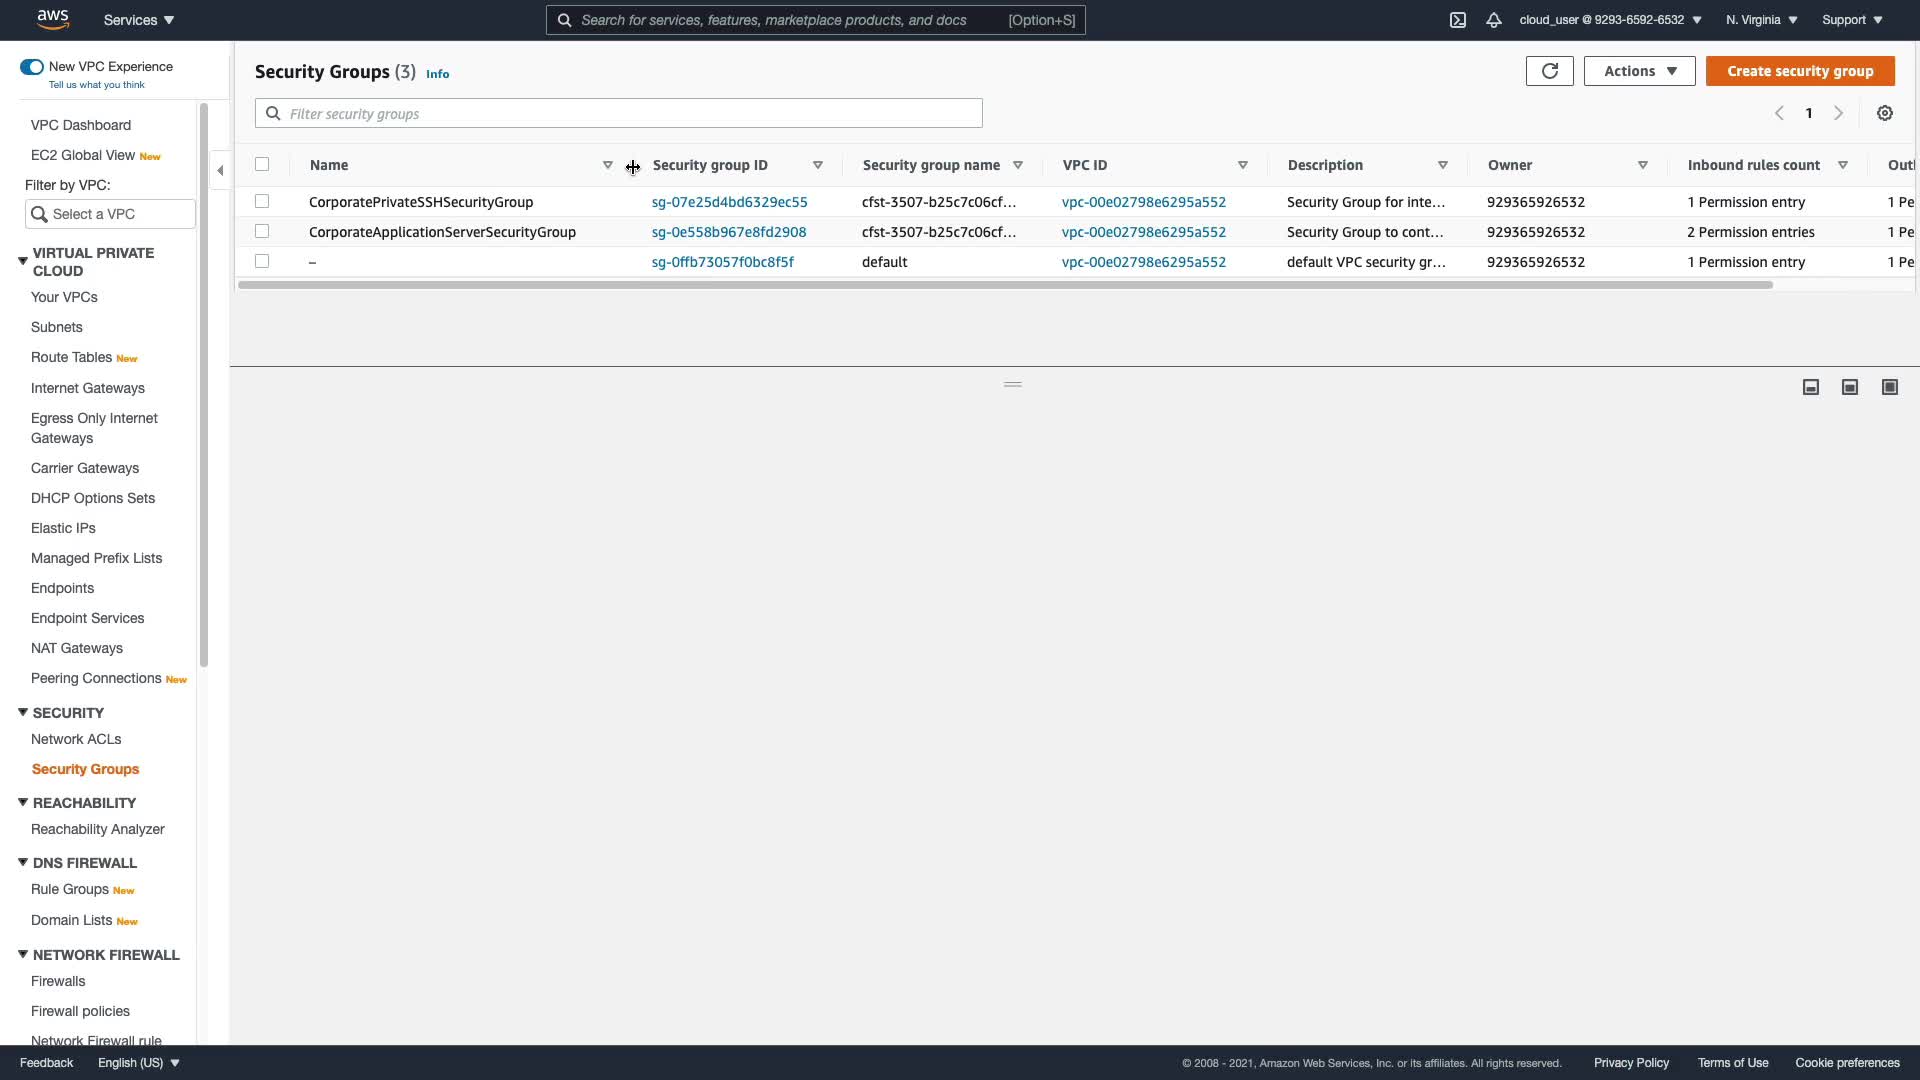 aws
Services
Search for services, features, marketplace products, and docs [Option+S]
cloud_user @ 9293-6592-6532
N. Virginia
Support
New VPC Experience
Tell us what you think
VPC Dashboard
EC2 Global View New
Filter by VPC:
Select a VPC
VIRTUAL PRIVATE
CLOUD
Your VPCs
Subnets
Route Tables New
Internet Gateways
Egress Only Internet
Gateways
Carrier Gateways
DHCP Options Sets
Elastic IPs
Managed Prefix Lists
Endpoints
Endpoint Services
NAT Gateways
Peering Connections New
SECURITY
Network ACLs
Security Groups
REACHABILITY
Reachability Analyzer
DNS FIREWALL
Rule Groups New
Domain Lists New
NETWORK FIREWALL
Firewalls
Firewall policies
Network Firewall rule
Security Groups (3) Info
Actions
Create security group
Filter security groups
1
Name Security group ID Security group name VPC ID Description Owner Inbound rules count Out
CorporatePrivateSSHSecurityGroup sg-07e25d4bd6329ec55 cfst-3507-b25c7c06cf... vpc-00e02798e6295a552 Security Group for inte... 929365926532 1 Permission entry 1 Pe
CorporateApplicationServerSecurityGroup sg-0e558b967e8fd2908 cfst-3507-b25c7c06cf... vpc-00e02798e6295a552 Security Group to cont... 929365926532 2 Permission entries 1 Pe
– sg-0ffb73057f0bc8f5f default vpc-00e02798e6295a552 default VPC security gr... 929365926532 1 Permission entry 1 Pe
Feedback
English (US)
© 2008 - 2021, Amazon Web Services, Inc. or its affiliates. All rights reserved.
Privacy Policy
Terms of Use
Cookie preferences